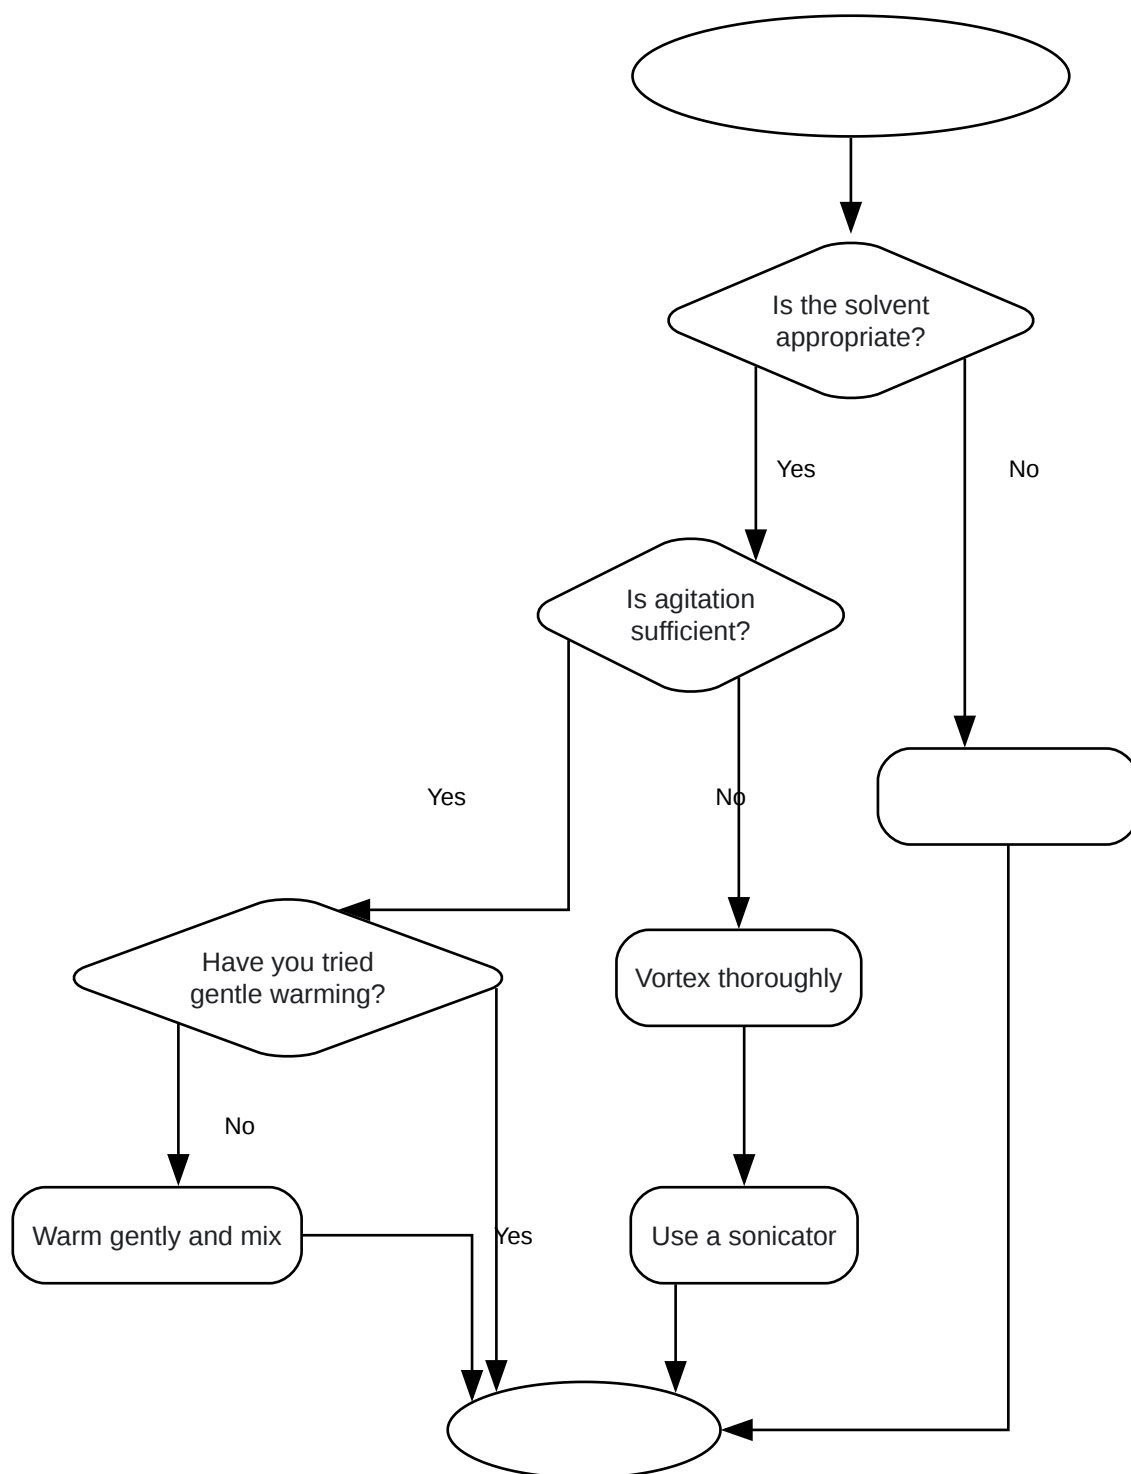 Is the solvent
appropriate?
Yes
No
Is agitation
sufficient?
Yes
No
Have you tried
gentle warming?
Vortex thoroughly
No
Warm gently and mix
Yes
Use a sonicator